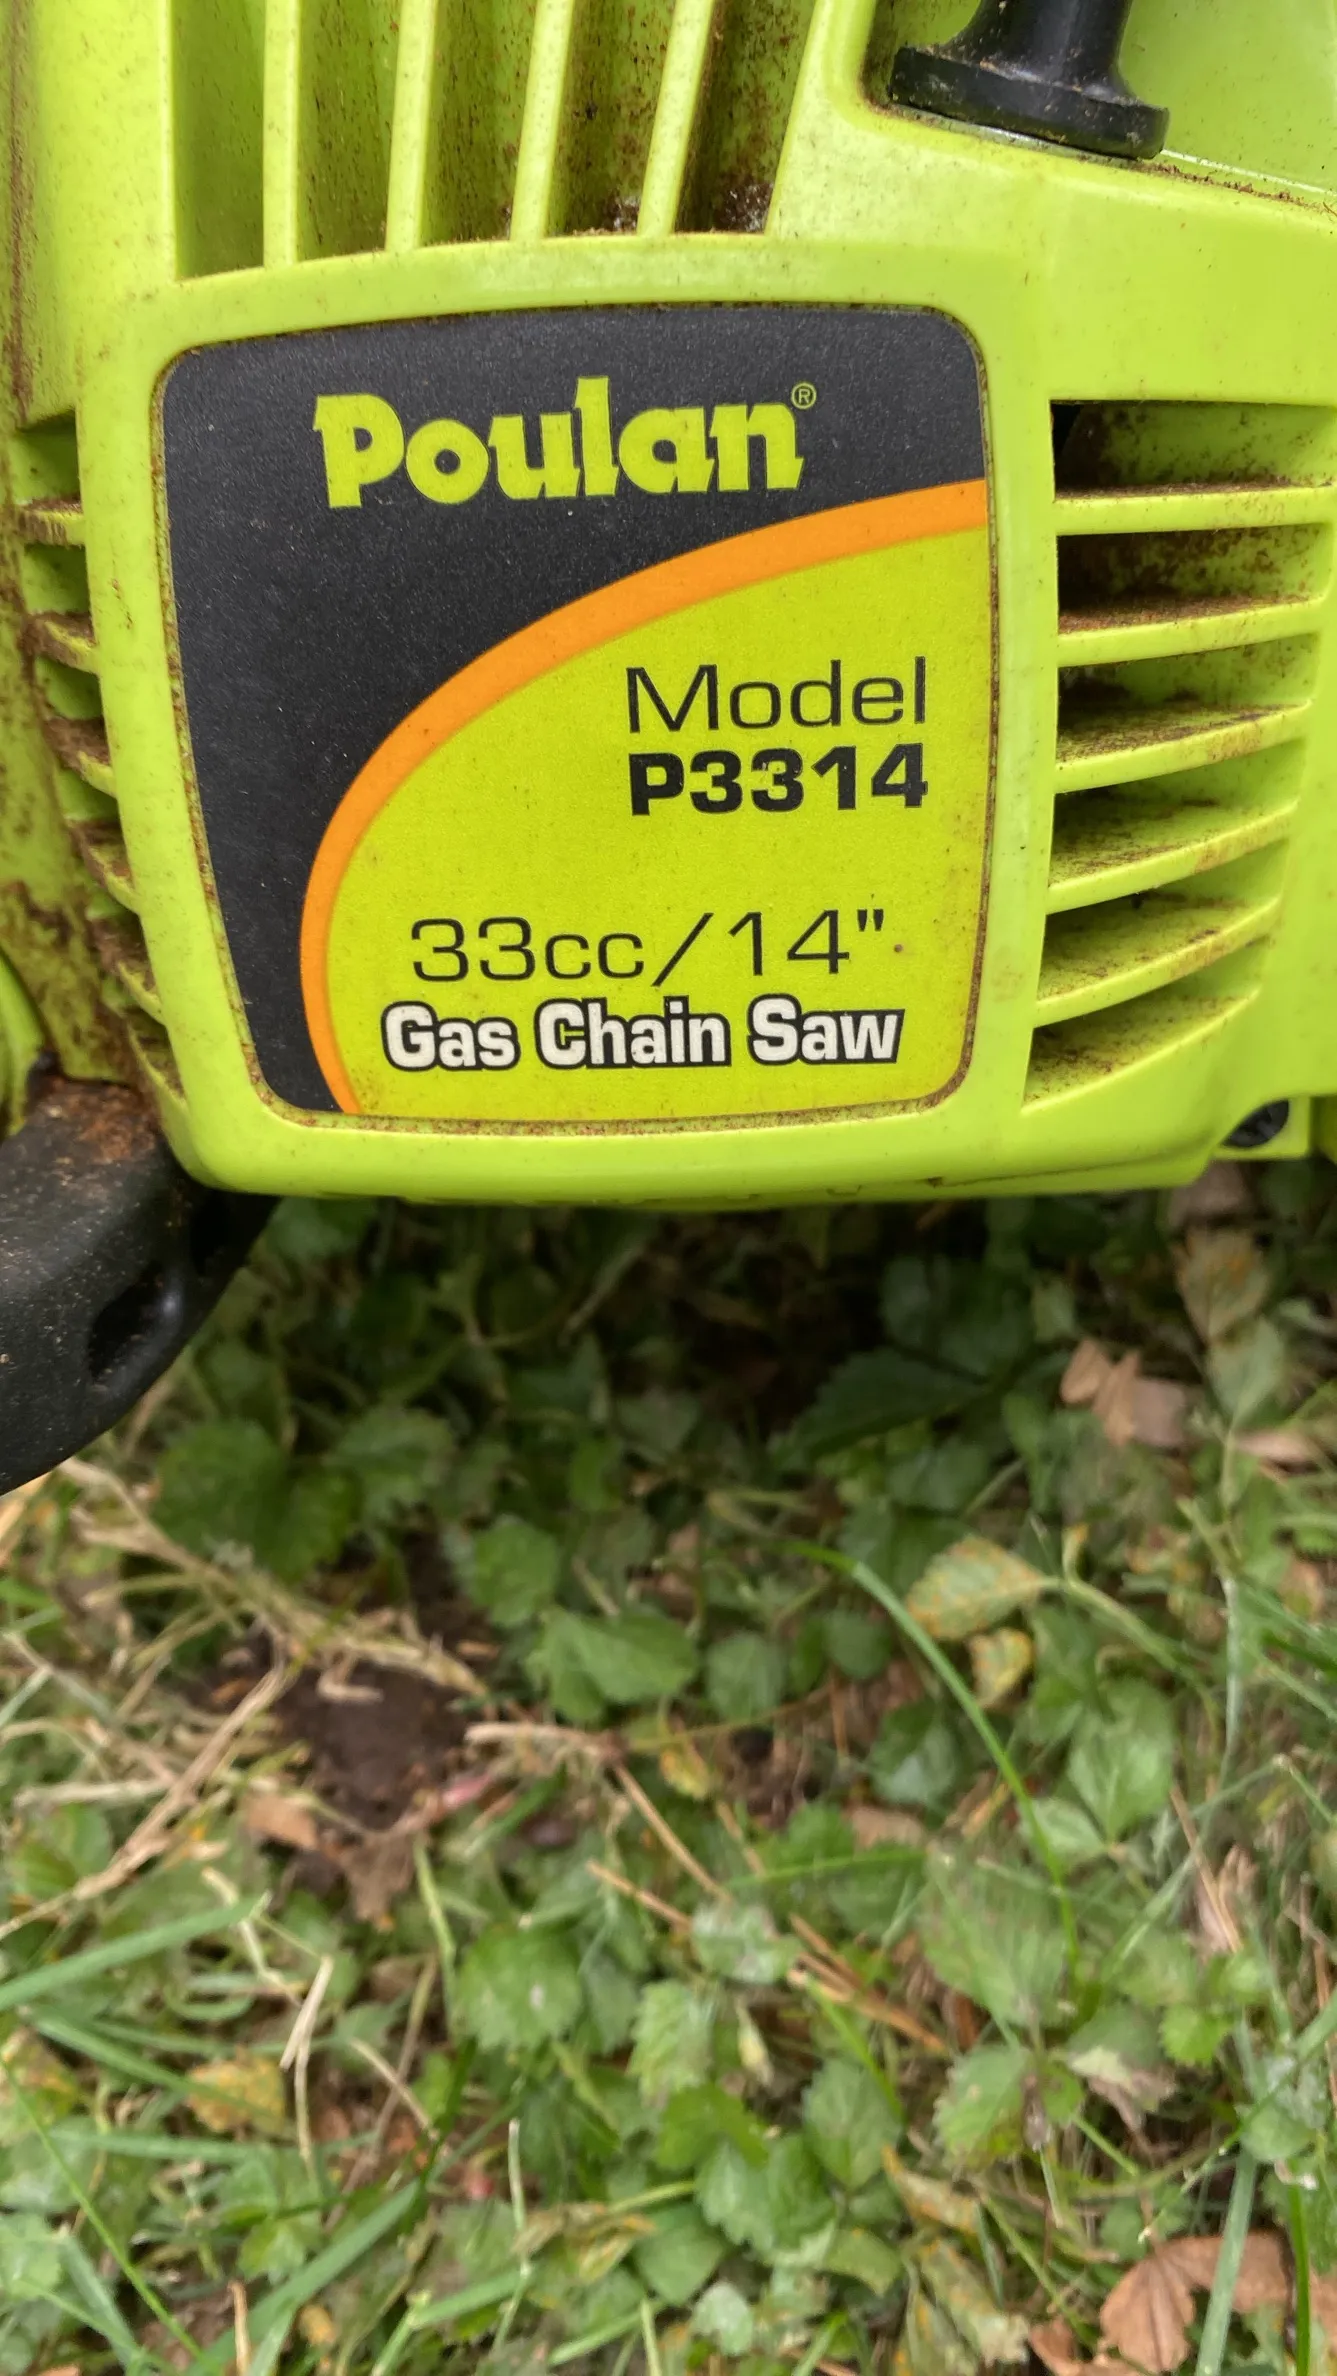 Poulan®
Model
P3314
33cc/14"
Gas Chain Saw